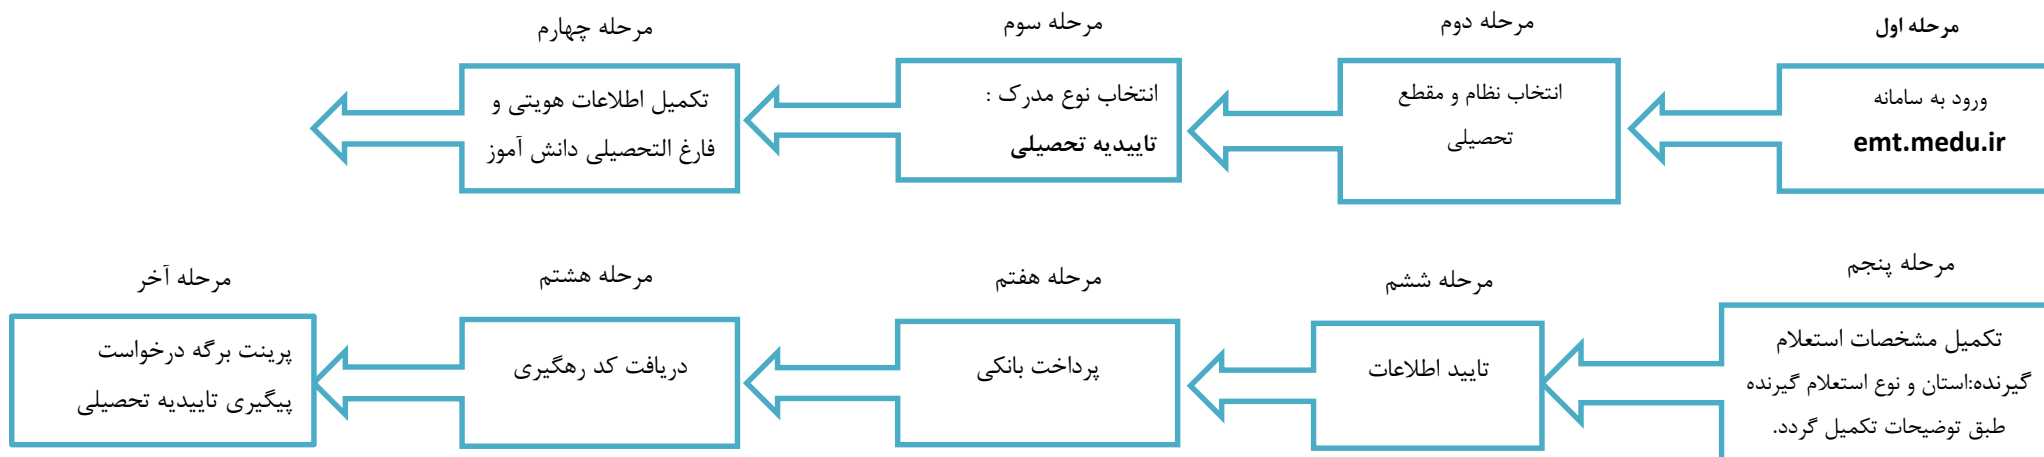 مرحله اول
ورود به سامانه
emt.medu.ir
مرحله دوم
انتخاب نظام و مقطع
تحصیلی
مرحله سوم
انتخاب نوع مدرک :
تاییدیه تحصیلی
مرحله چهارم
تکمیل اطلاعات هویتی و
فارغ التحصیلی دانش آموز
مرحله پنجم
تکمیل مشخصات استعلام
گیرنده:استان و نوع استعلام گیرنده
طبق توضیحات تکمیل گردد.
مرحله ششم
تایید اطلاعات
مرحله هفتم
پرداخت بانکی
مرحله هشتم
دریافت کد رهگیری
مرحله آخر
پرینت برگه درخواست
پیگیری تاییدیه تحصیلی